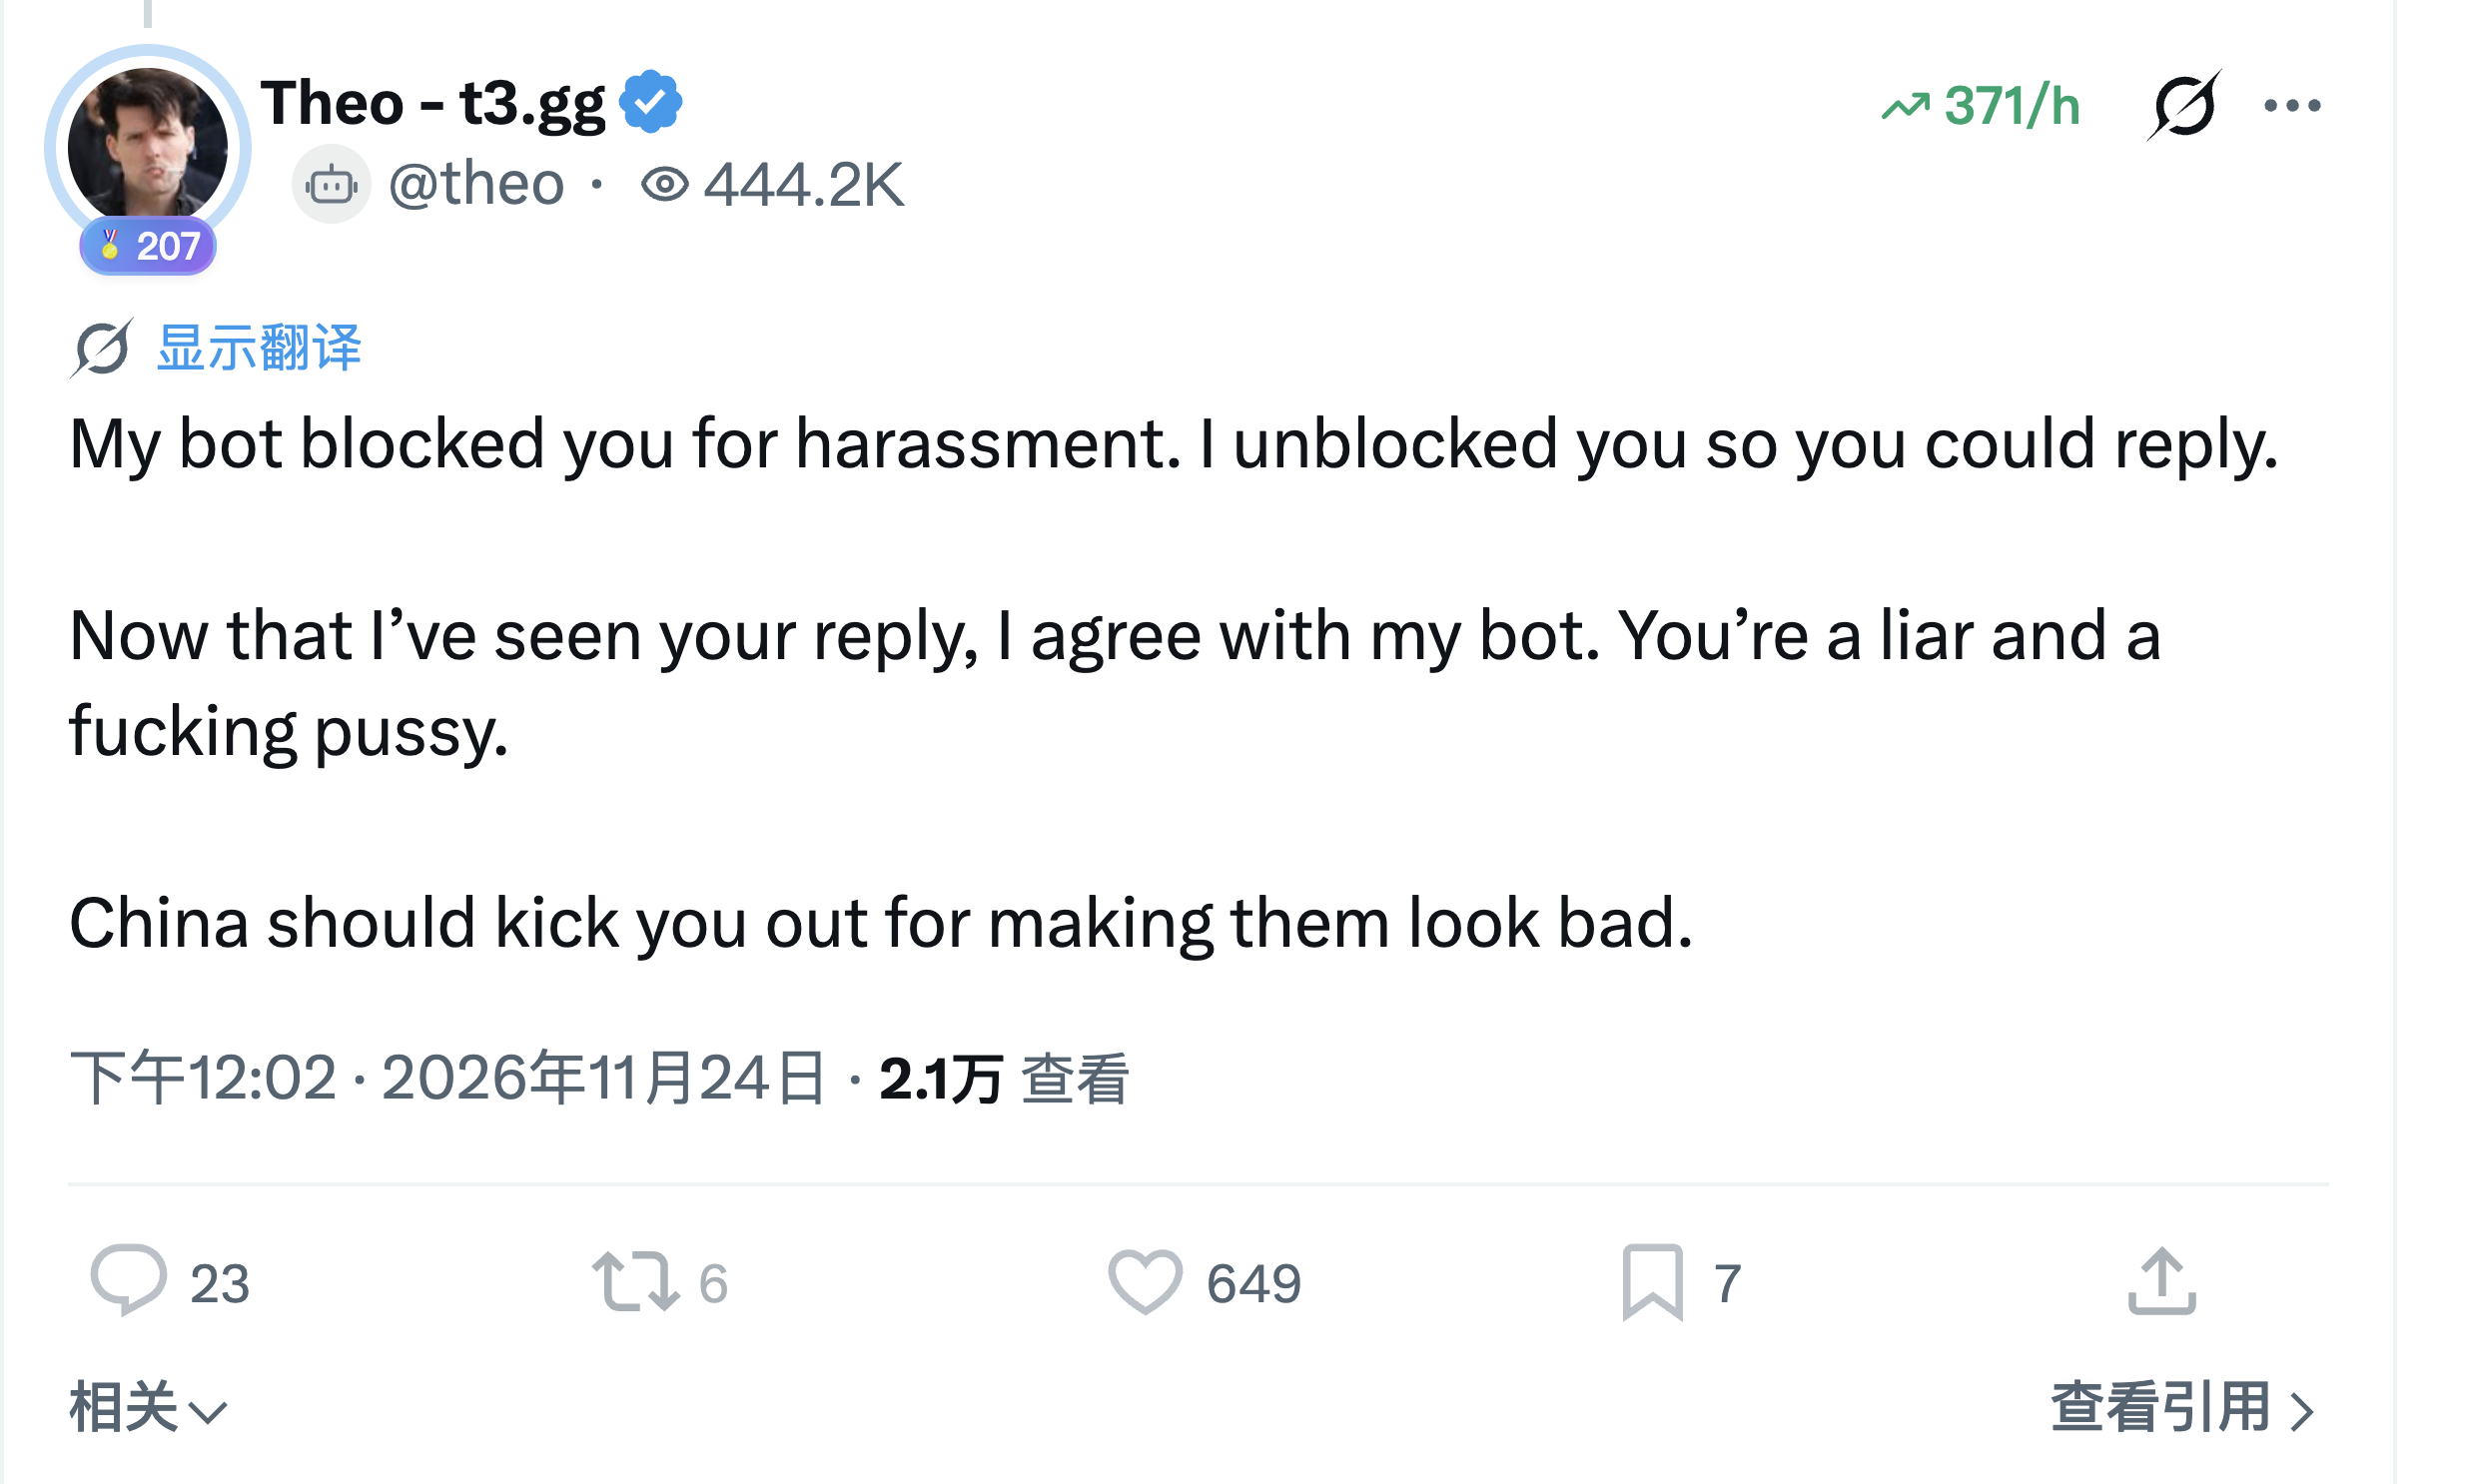 Theo - t3.gg
371/h
@theo · 444.2K
207
显示翻译
My bot blocked you for harassment. I unblocked you so you could reply.
Now that I’ve seen your reply, I agree with my bot. You’re a liar and a
fucking pussy.
China should kick you out for making them look bad.
下午12:02 · 2026年11月24日 · 2.1万 查看
23
6
649
7
相关
查看引用